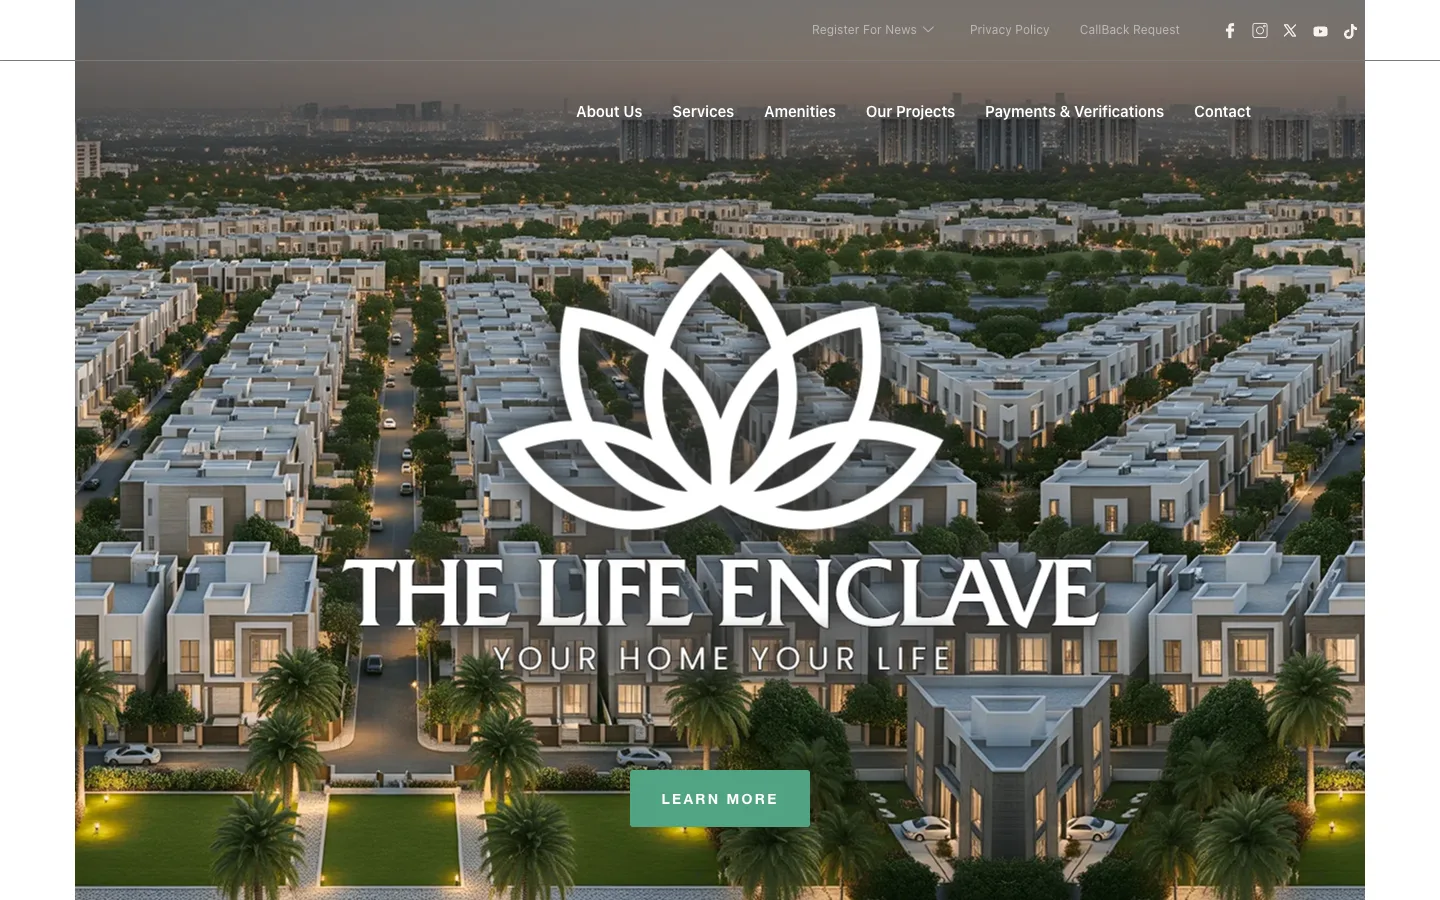 Register For News
Privacy Policy
CallBack Request
About Us
Services
Amenities
Our Projects
Payments & Verifications
Contact
THE LIFE ENCLAVE
YOUR HOME YOUR LIFE
LEARN MORE